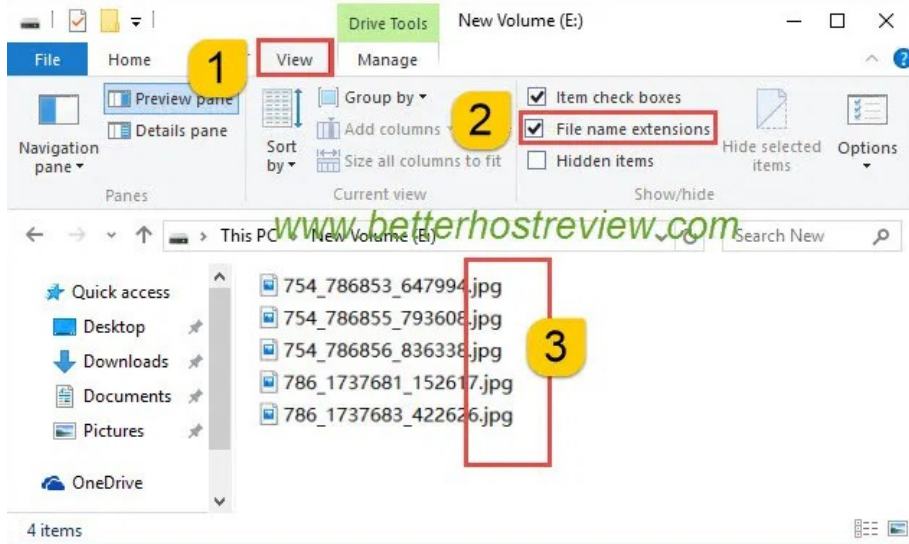 Drive Tools New Volume (E:)
File Home View Manage
1
Preview pane
Details pane
Navigation pane
Panes
Sort by
Group by
Add columns
Size all columns to fit
Current view
2
Item check boxes
File name extensions
Hidden items
Hide selected items
Show/hide
Options
www.betterhostreview.com
This PC New Volume (E:)
Search New
Quick access
Desktop
Downloads
Documents
Pictures
OneDrive
754_786853_647994.jpg
754_786855_793608.jpg
754_786856_836338.jpg
786_1737681_152617.jpg
786_1737683_422626.jpg
3
4 items